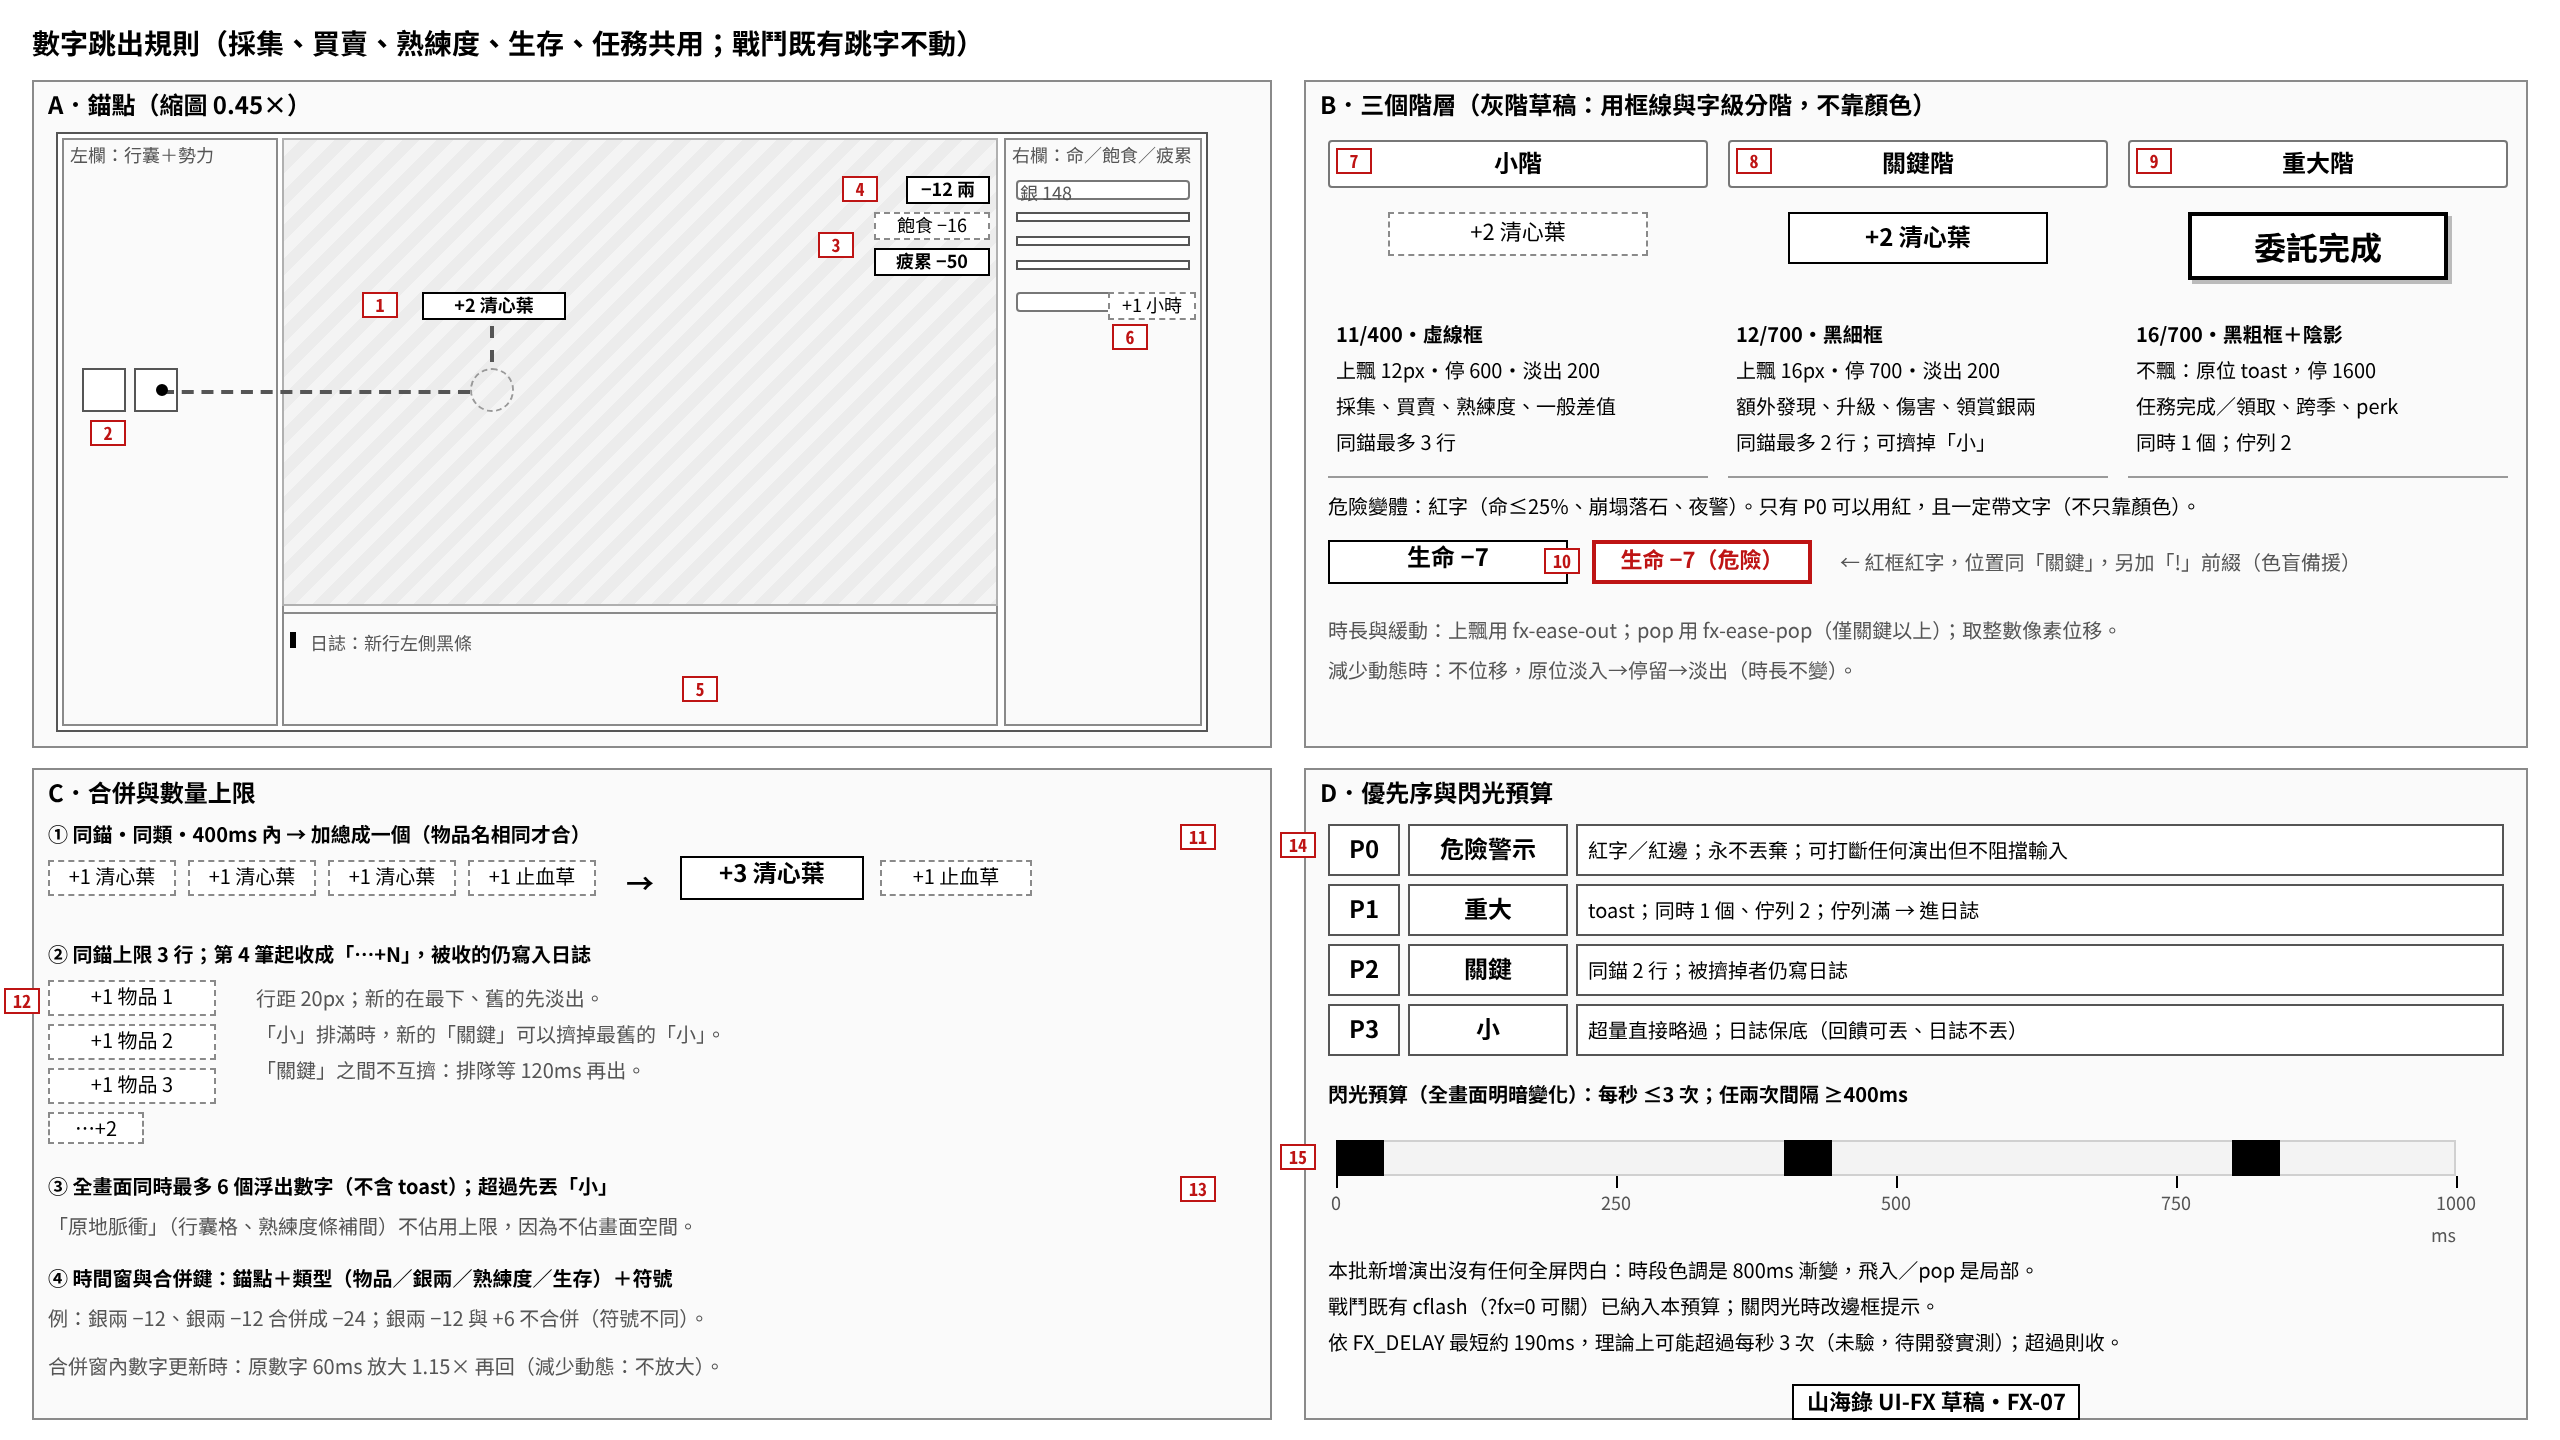 數字跳出規則（採集、買賣、熟練度、生存、任務共用；戰鬥既有跳字不動）
A・錨點（縮圖 0.45×）
左欄：行囊＋勢力
右欄：命／飽食／疲累
4
−12 兩
銀 148
飽食 −16
3
疲累 −50
1
+2 清心葉
+1 小時
6
2
日誌：新行左側黑條
5
B・三個階層（灰階草稿：用框線與字級分階，不靠顏色）
7
小階
8
關鍵階
9
重大階
+2 清心葉
+2 清心葉
委託完成
11/400・虛線框
上飄 12px・停 600・淡出 200
採集、買賣、熟練度、一般差值
同錨最多 3 行
12/700・黑細框
上飄 16px・停 700・淡出 200
額外發現、升級、傷害、領賞銀兩
同錨最多 2 行；可擠掉「小」
16/700・黑粗框＋陰影
不飄：原位 toast，停 1600
任務完成／領取、跨季、perk
同時 1 個；佇列 2
危險變體：紅字（命≤25%、崩塌落石、夜警）。只有 P0 可以用紅，且一定帶文字（不只靠顏色）。
生命 −7
10
生命 −7（危險）
← 紅框紅字，位置同「關鍵」，另加「!」前綴（色盲備援）
時長與緩動：上飄用 fx-ease-out；pop 用 fx-ease-pop（僅關鍵以上）；取整數像素位移。
減少動態時：不位移，原位淡入→停留→淡出（時長不變）。
C・合併與數量上限
① 同錨・同類・400ms 內 → 加總成一個（物品名相同才合）
11
+1 清心葉
+1 清心葉
+1 清心葉
+1 止血草
→
+3 清心葉
+1 止血草
② 同錨上限 3 行；第 4 筆起收成「…+N」，被收的仍寫入日誌
12
+1 物品 1
+1 物品 2
+1 物品 3
…+2
行距 20px；新的在最下、舊的先淡出。
「小」排滿時，新的「關鍵」可以擠掉最舊的「小」。
「關鍵」之間不互擠：排隊等 120ms 再出。
③ 全畫面同時最多 6 個浮出數字（不含 toast）；超過先丟「小」
13
「原地脈衝」（行囊格、熟練度條補間）不佔用上限，因為不佔畫面空間。
④ 時間窗與合併鍵：錨點＋類型（物品／銀兩／熟練度／生存）＋符號
例：銀兩 −12、銀兩 −12 合併成 −24；銀兩 −12 與 +6 不合併（符號不同）。
合併窗內數字更新時：原數字 60ms 放大 1.15× 再回（減少動態：不放大）。
D・優先序與閃光預算
14
P0
危險警示
紅字／紅邊；永不丟棄；可打斷任何演出但不阻擋輸入
P1
重大
toast；同時 1 個、佇列 2；佇列滿 → 進日誌
P2
關鍵
同錨 2 行；被擠掉者仍寫日誌
P3
小
超量直接略過；日誌保底（回饋可丟、日誌不丟）
閃光預算（全畫面明暗變化）：每秒 ≤3 次；任兩次間隔 ≥400ms
15
0
250
500
750
1000
ms
本批新增演出沒有任何全屏閃白：時段色調是 800ms 漸變，飛入／pop 是局部。
戰鬥既有 cflash（?fx=0 可關）已納入本預算；關閃光時改邊框提示。
依 FX_DELAY 最短約 190ms，理論上可能超過每秒 3 次（未驗，待開發實測）；超過則收。
山海錄 UI-FX 草稿・FX-07